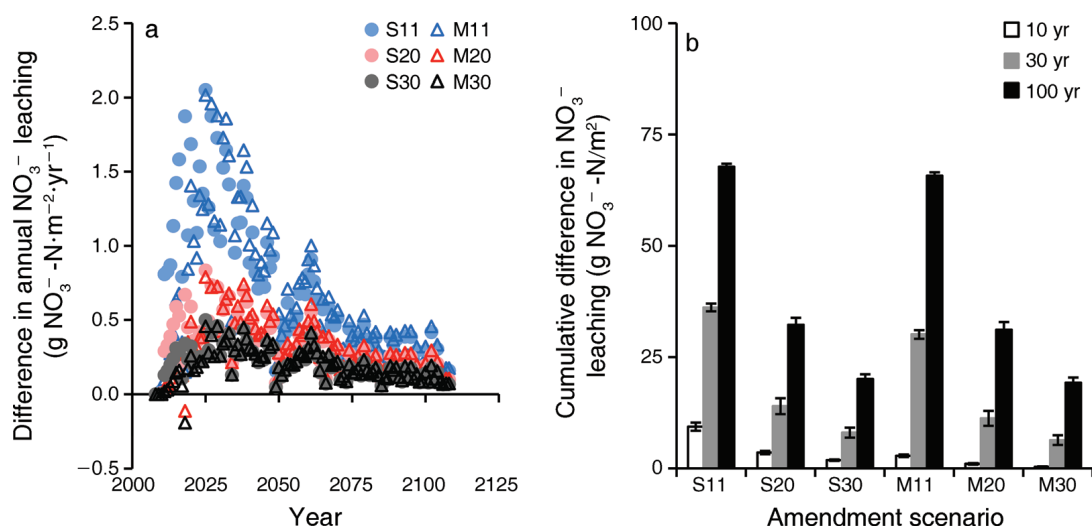 a
Difference in annual NO₃⁻ leaching
(g NO₃⁻ -N·m⁻²·yr⁻¹)
2.5
2.0
1.5
1.0
0.5
0.0
−0.5
S11 M11
S20 M20
S30 M30
2000 2025 2050 2075 2100 2125
Year
b
Cumulative difference in NO₃⁻
leaching (g NO₃⁻ -N/m²)
100
75
50
25
0
10 yr
30 yr
100 yr
S11 S20 S30 M11 M20 M30
Amendment scenario